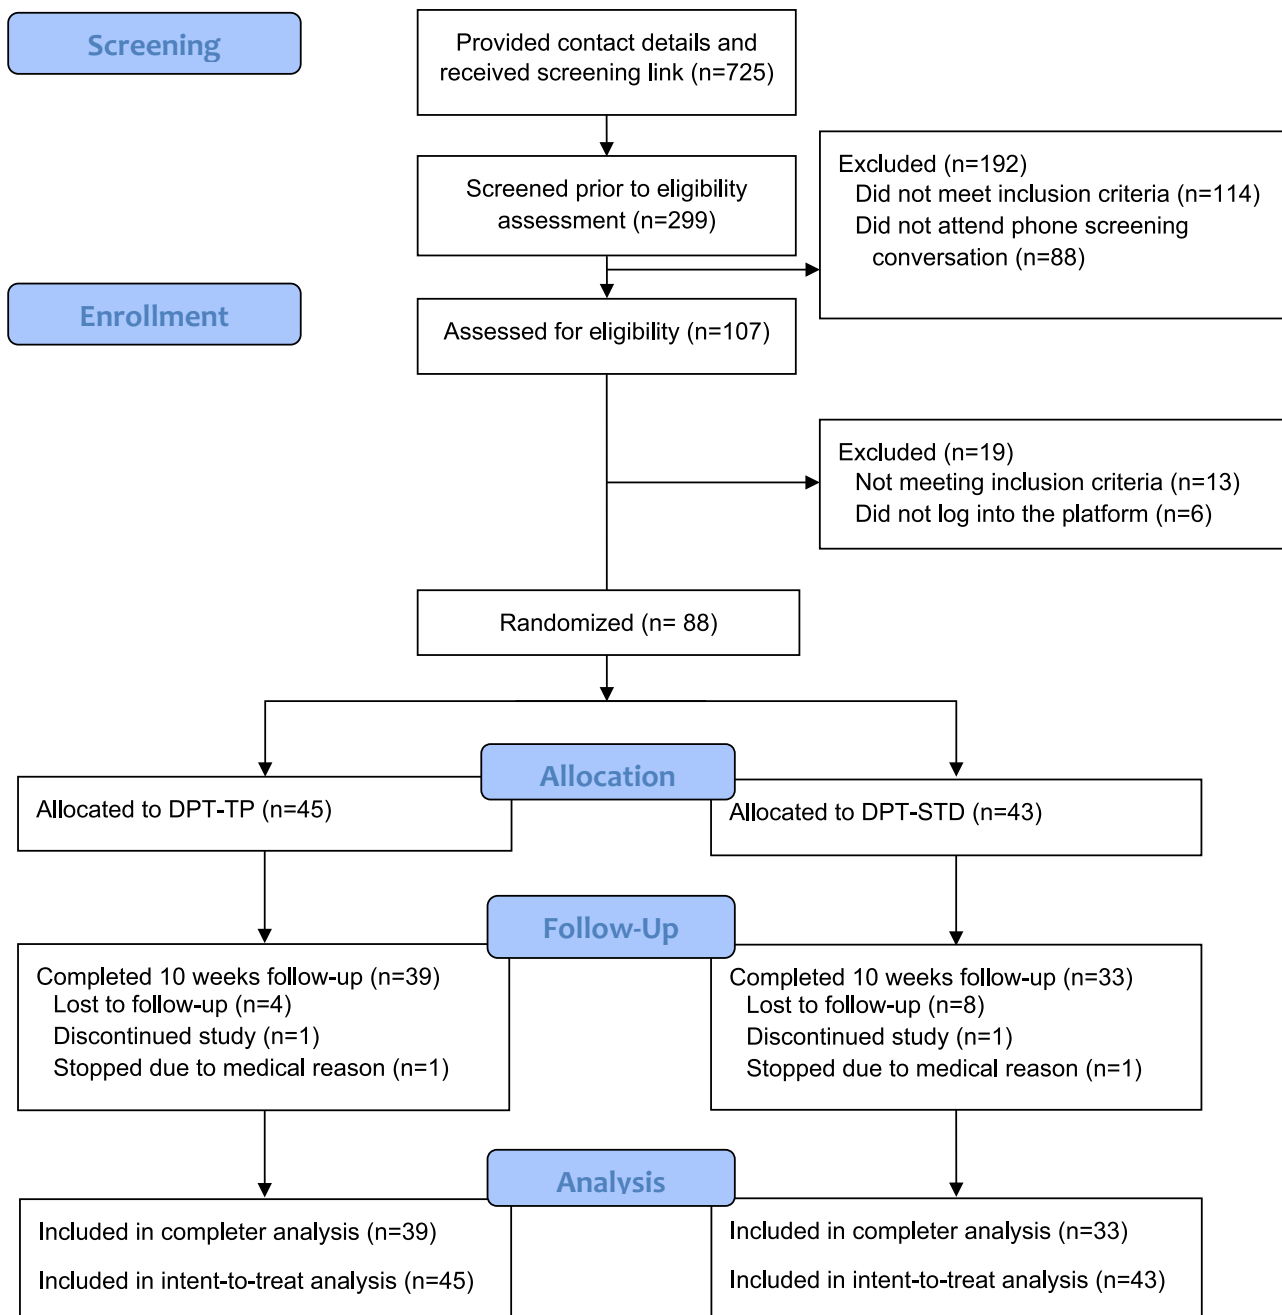 Screening
Provided contact details and
received screening link (n=725)
Screened prior to eligibility
assessment (n=299)
Excluded (n=192)
Did not meet inclusion criteria (n=114)
Did not attend phone screening
conversation (n=88)
Enrollment
Assessed for eligibility (n=107)
Excluded (n=19)
Not meeting inclusion criteria (n=13)
Did not log into the platform (n=6)
Randomized (n= 88)
Allocation
Allocated to DPT-TP (n=45)
Allocated to DPT-STD (n=43)
Follow-Up
Completed 10 weeks follow-up (n=39)
Lost to follow-up (n=4)
Discontinued study (n=1)
Stopped due to medical reason (n=1)
Completed 10 weeks follow-up (n=33)
Lost to follow-up (n=8)
Discontinued study (n=1)
Stopped due to medical reason (n=1)
Analysis
Included in completer analysis (n=39)
Included in intent-to-treat analysis (n=45)
Included in completer analysis (n=33)
Included in intent-to-treat analysis (n=43)